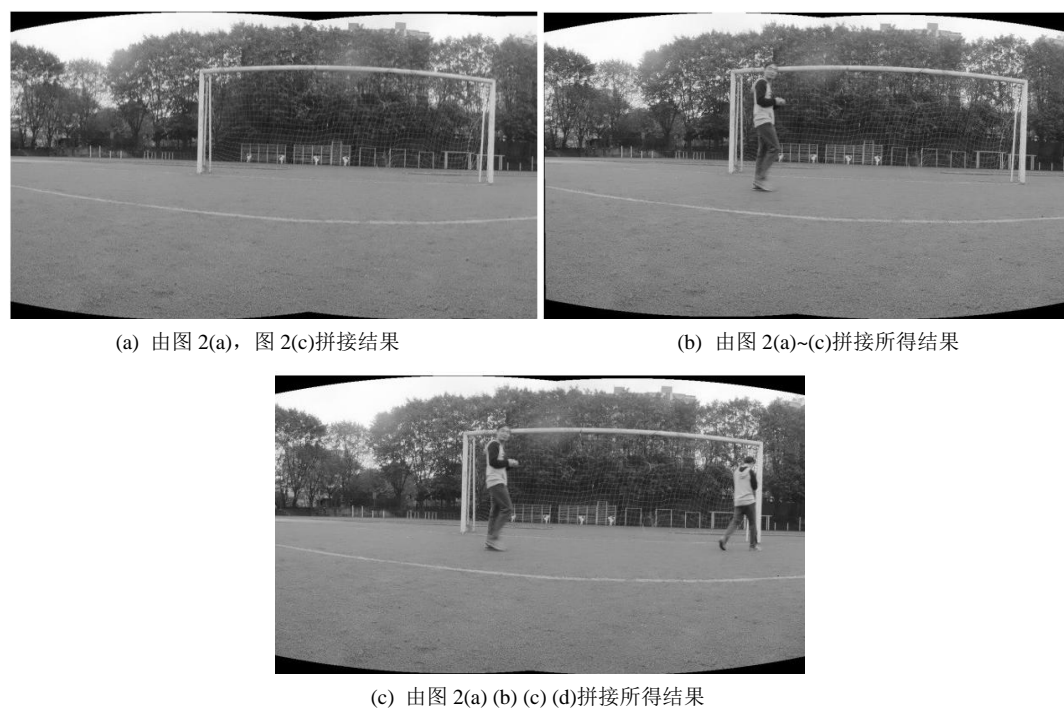 (a) 由图 2(a)，图 2(c)拼接结果
(b) 由图 2(a)~(c)拼接所得结果
(c) 由图 2(a) (b) (c) (d)拼接所得结果